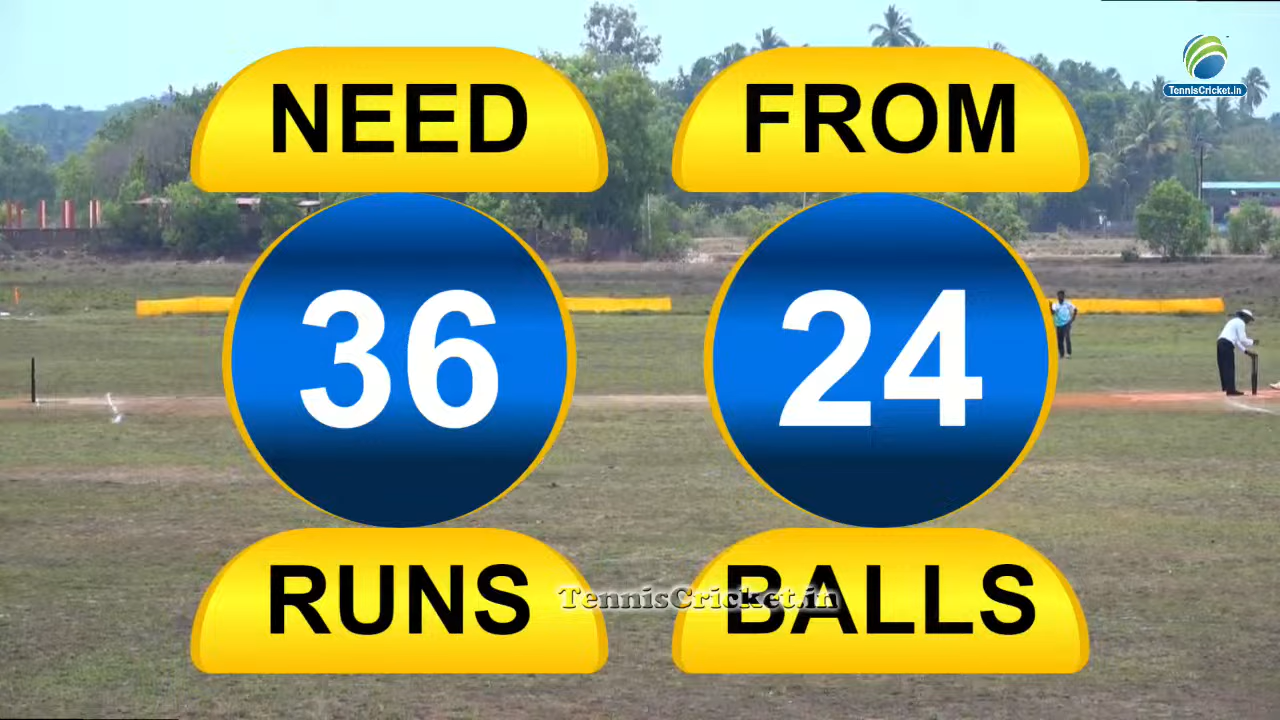 TennisCricket.in
NEED
36
RUNS
FROM
24
BALLS
TennisCricket.in